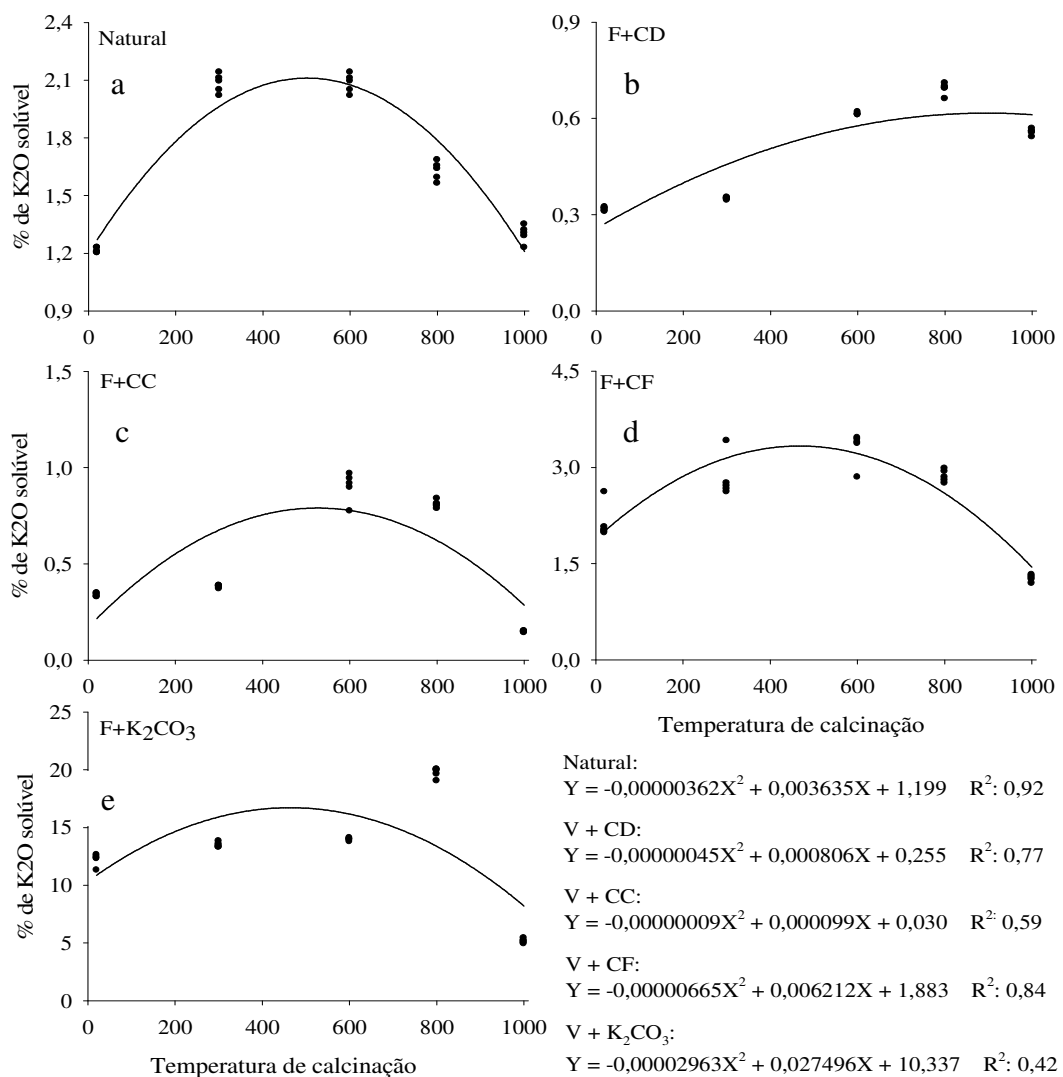 Natural
a
% de K2O solúvel
2,4
2,1
1,8
1,5
1,2
0,9
0 200 400 600 800 1000
F+CD
b
0,9
0,6
0,3
0,0
0 200 400 600 800 1000
F+CC
c
% de K2O solúvel
1,5
1,0
0,5
0,0
0 200 400 600 800 1000
F+CF
d
4,5
3,0
1,5
0,0
0 200 400 600 800 1000
Temperatura de calcinação
F+K₂CO₃
e
% de K2O solúvel
25
20
15
10
5
0
0 200 400 600 800 1000
Temperatura de calcinação
Natural:
Y = -0,00000362X² + 0,003635X + 1,199 R²: 0,92
V + CD:
Y = -0,00000045X² + 0,000806X + 0,255 R²: 0,77
V + CC:
Y = -0,00000009X² + 0,000099X + 0,030 R²: 0,59
V + CF:
Y = -0,00000665X² + 0,006212X + 1,883 R²: 0,84
V + K₂CO₃:
Y = -0,00002963X² + 0,027496X + 10,337 R²: 0,42